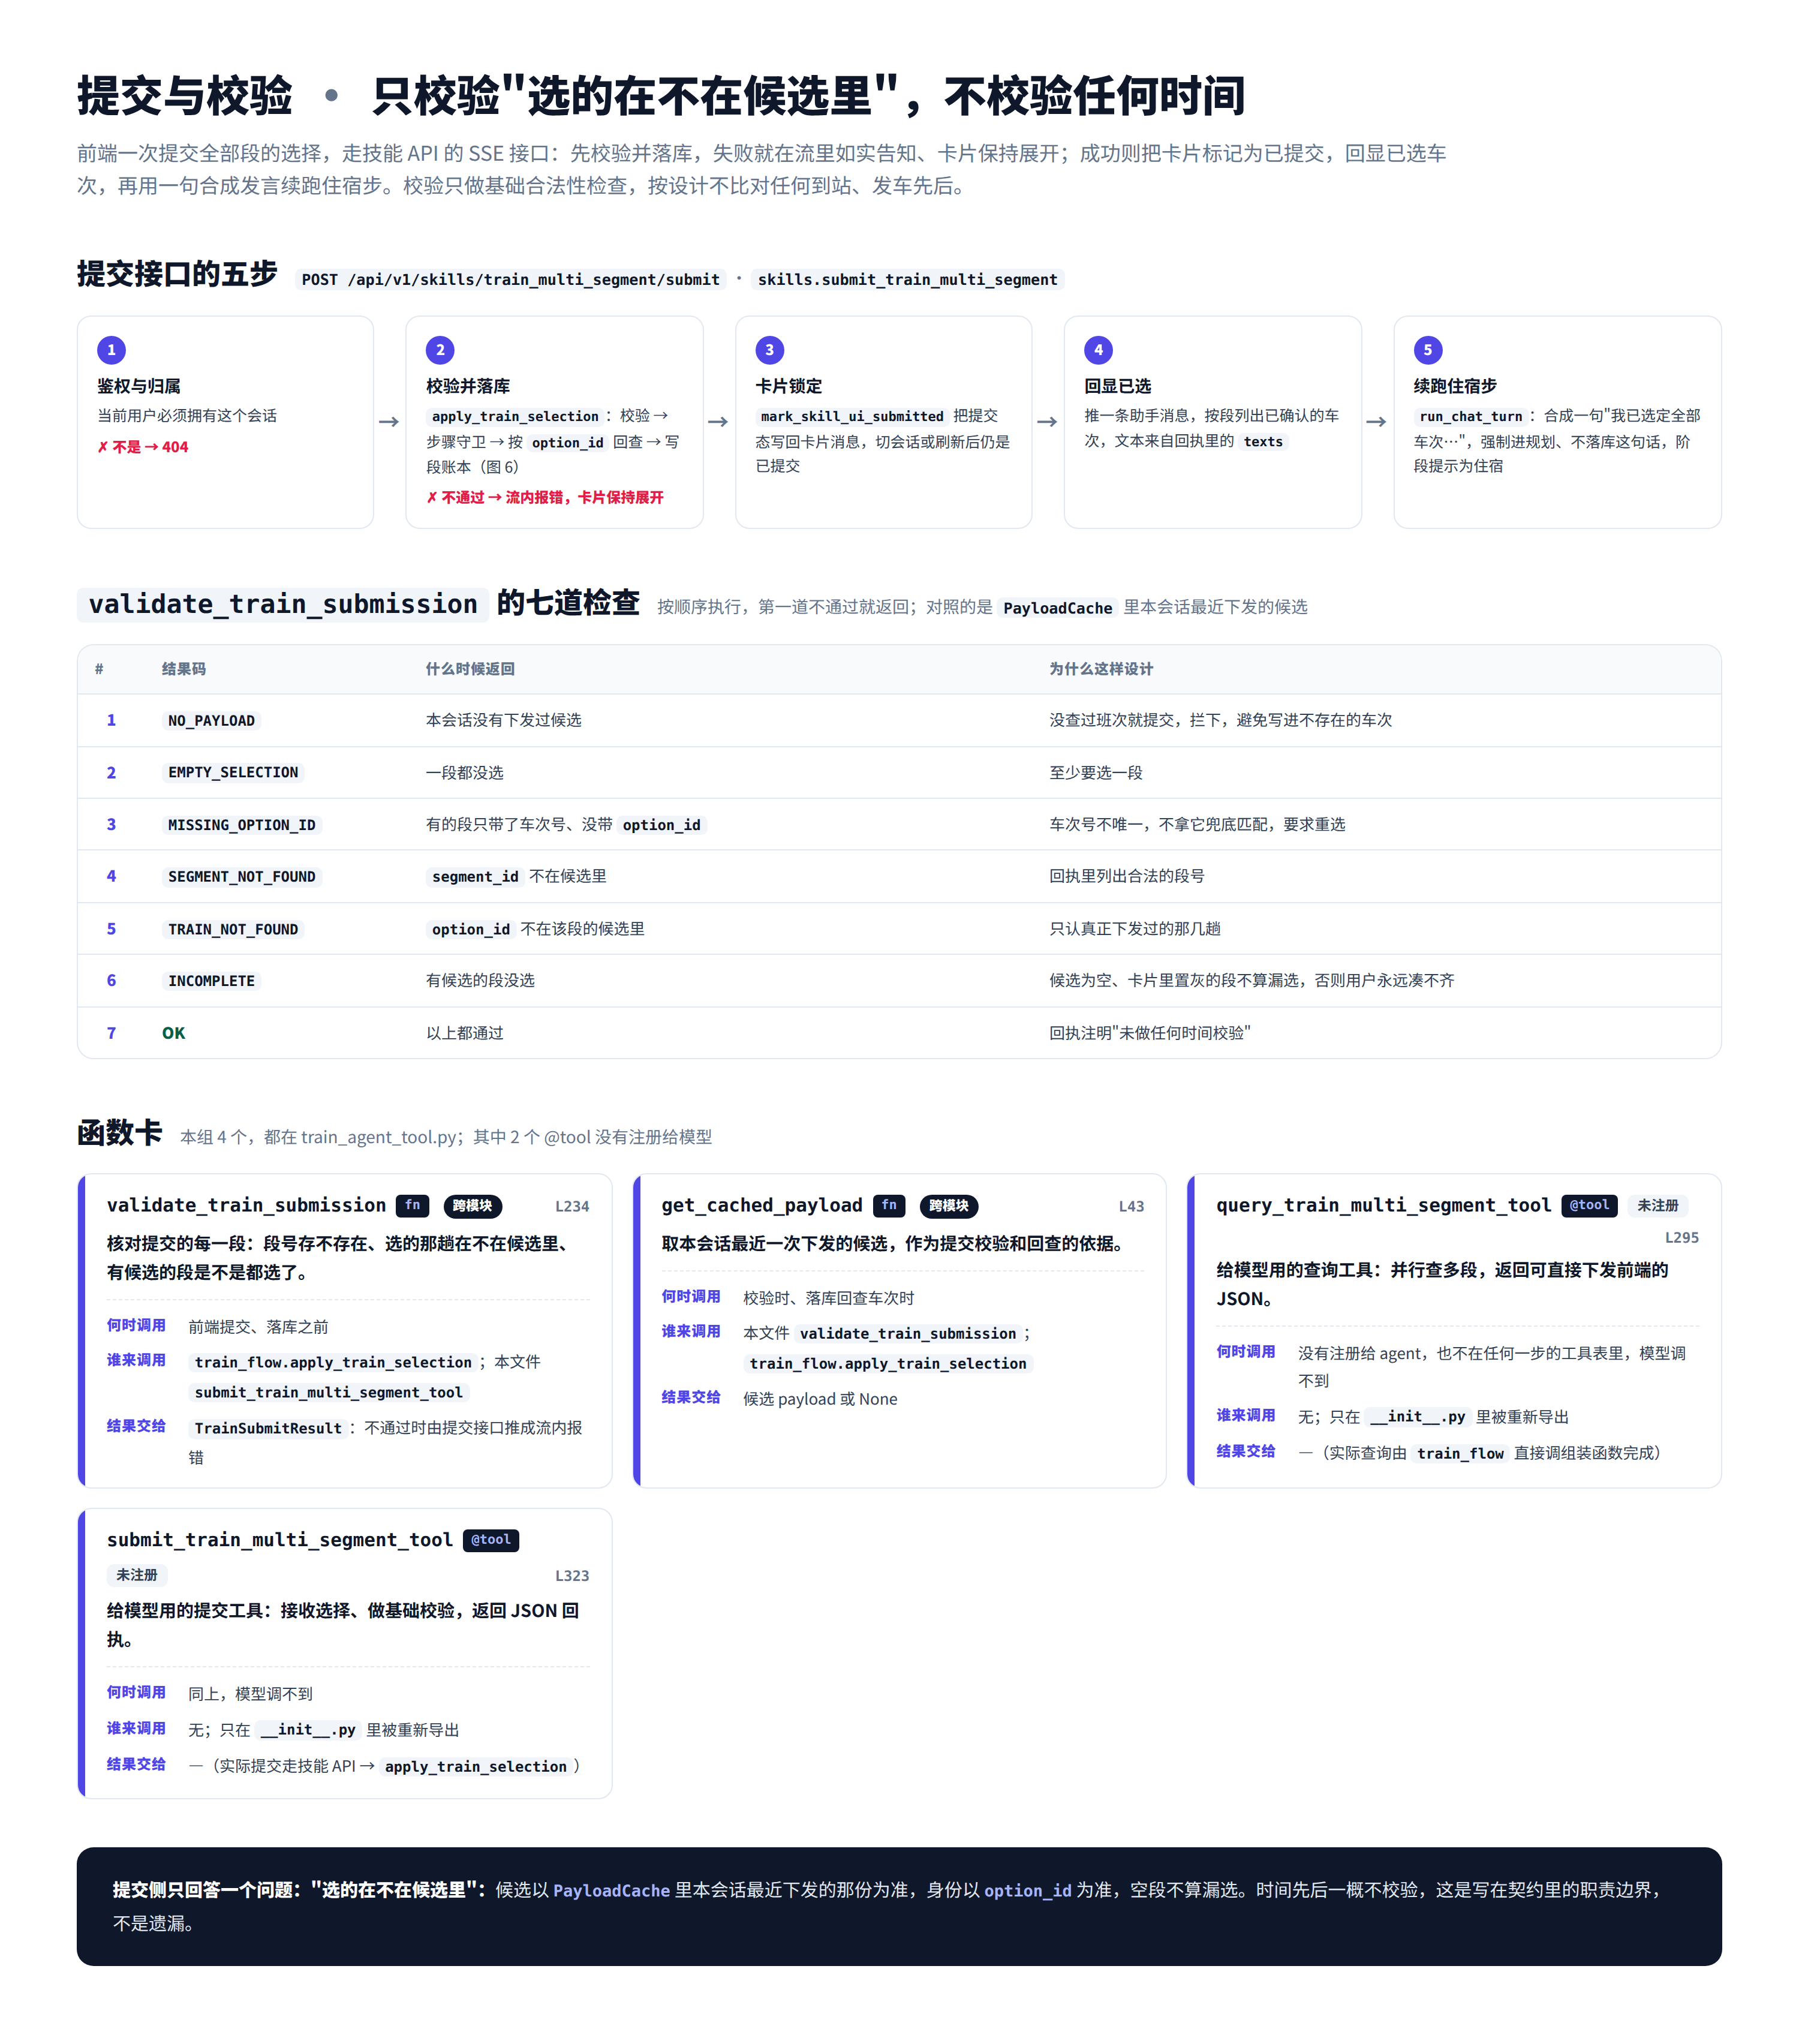 提交与校验 • 只校验"选的在不在候选里"，不校验任何时间
前端一次提交全部段的选择，走技能 API 的 SSE 接口：先校验并落库，失败就在流里如实告知、卡片保持展开；成功则把卡片标记为已提交，回显已选车
次，再用一句合成发言续跑住宿步。校验只做基础合法性检查，按设计不比对任何到站、发车先后。
提交接口的五步 POST /api/v1/skills/train_multi_segment/submit · skills.submit_train_multi_segment
1
鉴权与归属
当前用户必须拥有这个会话
✗ 不是 → 404
→
2
校验并落库
apply_train_selection：校验 →
步骤守卫 → 按 option_id 回查 → 写
段账本（图 6）
✗ 不通过 → 流内报错，卡片保持展开
→
3
卡片锁定
mark_skill_ui_submitted 把提交
态写回卡片消息，切会话或刷新后仍是
已提交
→
4
回显已选
推一条助手消息，按段列出已确认的车
次，文本来自回执里的 texts
→
5
续跑住宿步
run_chat_turn：合成一句"我已选定全部
车次…"，强制进规划、不落库这句话，阶
段提示为住宿
validate_train_submission 的七道检查 按顺序执行，第一道不通过就返回；对照的是 PayloadCache 里本会话最近下发的候选
# 结果码 什么时候返回 为什么这样设计
1 NO_PAYLOAD 本会话没有下发过候选 没查过班次就提交，拦下，避免写进不存在的车次
2 EMPTY_SELECTION 一段都没选 至少要选一段
3 MISSING_OPTION_ID 有的段只带了车次号、没带 option_id 车次号不唯一，不拿它兜底匹配，要求重选
4 SEGMENT_NOT_FOUND segment_id 不在候选里 回执里列出合法的段号
5 TRAIN_NOT_FOUND option_id 不在该段的候选里 只认真正下发过的那几趟
6 INCOMPLETE 有候选的段没选 候选为空、卡片里置灰的段不算漏选，否则用户永远凑不齐
7 OK 以上都通过 回执注明"未做任何时间校验"
函数卡 本组 4 个，都在 train_agent_tool.py；其中 2 个 @tool 没有注册给模型
validate_train_submission fn 跨模块 L234
核对提交的每一段：段号存不存在、选的那趟在不在候选里、
有候选的段是不是都选了。
何时调用 前端提交、落库之前
谁来调用 train_flow.apply_train_selection；本文件
submit_train_multi_segment_tool
结果交给 TrainSubmitResult：不通过时由提交接口推成流内报
错
get_cached_payload fn 跨模块 L43
取本会话最近一次下发的候选，作为提交校验和回查的依据。
何时调用 校验时、落库回查车次时
谁来调用 本文件 validate_train_submission；
train_flow.apply_train_selection
结果交给 候选 payload 或 None
query_train_multi_segment_tool @tool 未注册
L295
给模型用的查询工具：并行查多段，返回可直接下发前端的
JSON。
何时调用 没有注册给 agent，也不在任何一步的工具表里，模型调
不到
谁来调用 无；只在 __init__.py 里被重新导出
结果交给 —（实际查询由 train_flow 直接调组装函数完成）
submit_train_multi_segment_tool @tool
未注册 L323
给模型用的提交工具：接收选择、做基础校验，返回 JSON 回
执。
何时调用 同上，模型调不到
谁来调用 无；只在 __init__.py 里被重新导出
结果交给 —（实际提交走技能 API → apply_train_selection）
提交侧只回答一个问题："选的在不在候选里"：候选以 PayloadCache 里本会话最近下发的那份为准，身份以 option_id 为准，空段不算漏选。时间先后一概不校验，这是写在契约里的职责边界，
不是遗漏。